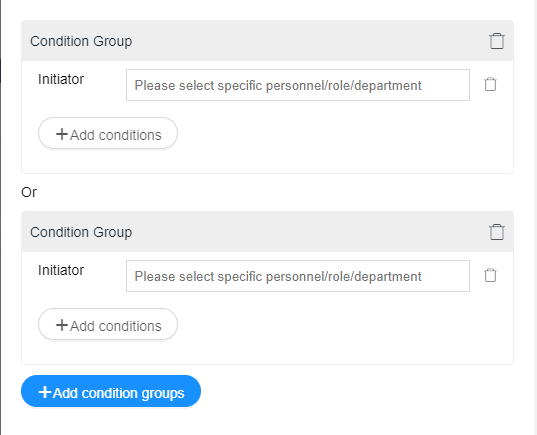 Condition Group
Initiator Please select specific personnel/role/department
+Add conditions
Or
Condition Group
Initiator Please select specific personnel/role/department
+Add conditions
+Add condition groups